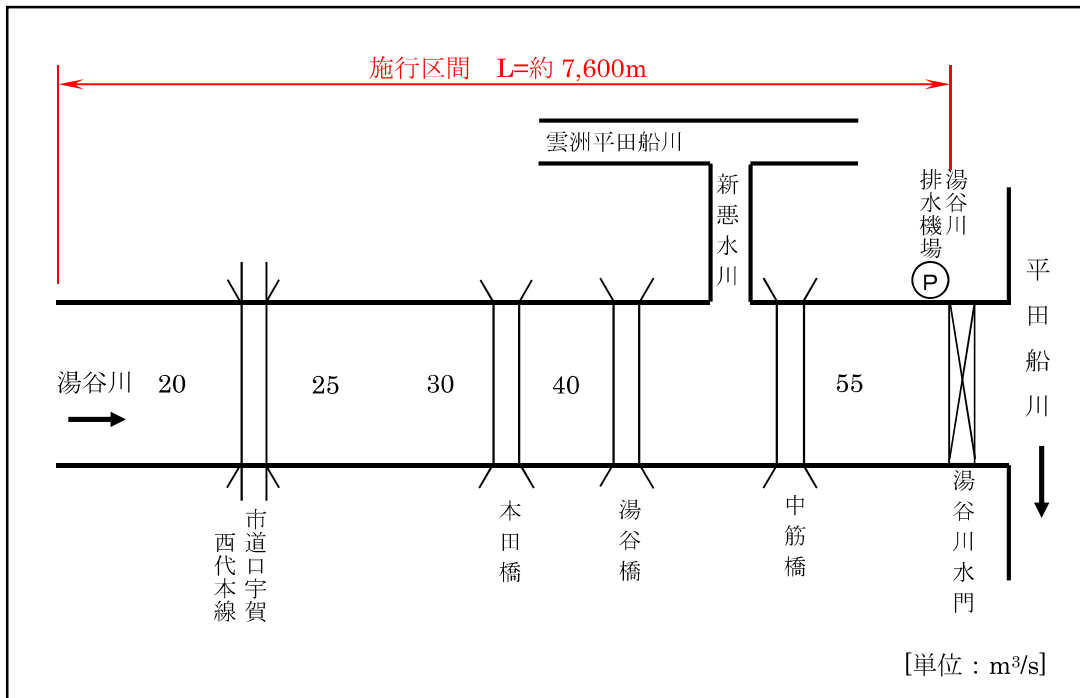 施行区間 L=約 7,600m
雲洲平田船川
新悪水川
湯谷川
排水機場
P
平田船川
湯谷川
20
25
30
40
55
市道口宇賀
西代本線
本田橋
湯谷橋
中筋橋
湯谷川水門
[単位：m³/s]